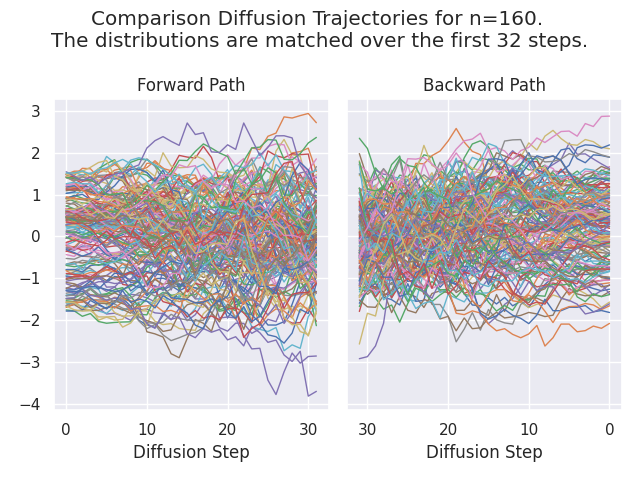 Comparison Diffusion Trajectories for n=160.
The distributions are matched over the first 32 steps.
Forward Path
Backward Path
3
2
1
0
−1
−2
−3
−4
0 10 20 30
30 20 10 0
Diffusion Step
Diffusion Step